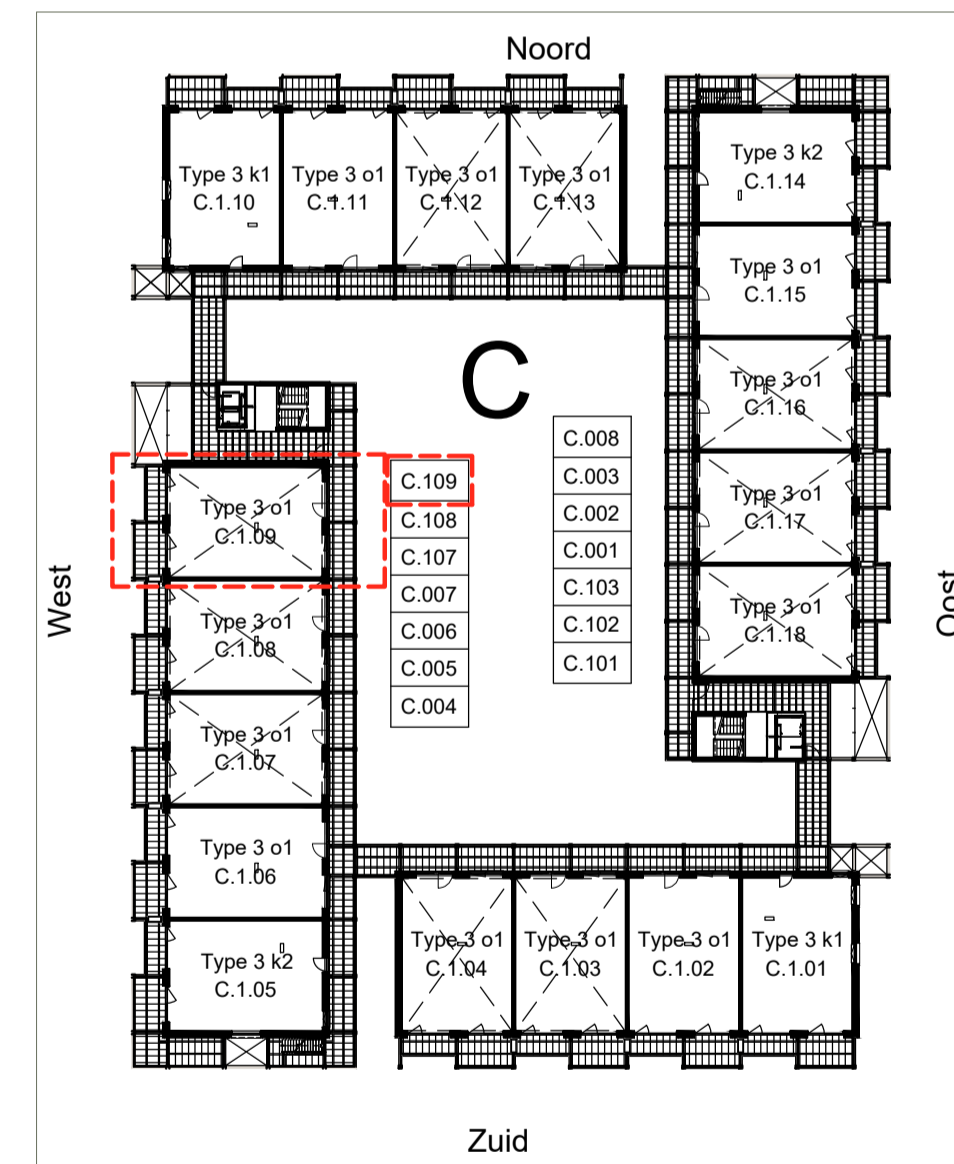 Noord
Type 3 k1
C.1.10
Type 3 o1
C.1.11
Type 3 o1
C.1.12
Type 3 o1
C.1.13
Type 3 k2
C.1.14
Type 3 o1
C.1.15
Type 3 o1
C.1.16
Type 3 o1
C.1.17
Type 3 o1
C.1.18
C
C.109
C.108
C.107
C.007
C.006
C.005
C.004
C.008
C.003
C.002
C.001
C.103
C.102
C.101
West
Oost
Type 3 o1
C.1.09
Type 3 o1
C.1.08
Type 3 o1
C.1.07
Type 3 o1
C.1.06
Type 3 k2
C.1.05
Type 3 o1
C.1.04
Type 3 o1
C.1.03
Type 3 o1
C.1.02
Type 3 k1
C.1.01
Zuid